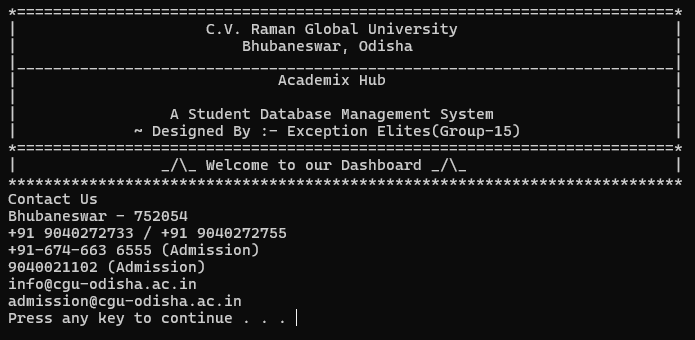 *=========================================================================*
|                     C.V. Raman Global University                        |
|                         Bhubaneswar, Odisha                             |
|_________________________________________________________________________|
|                             Academix Hub                                |
|                                                                         |
|                 A Student Database Management System                    |
|             ~ Designed By :- Exception Elites(Group-15)                 |
*=========================================================================*
|                _/\_ Welcome to our Dashboard _/\_                       |
***************************************************************************
Contact Us
Bhubaneswar - 752054
+91 9040272733 / +91 9040272755
+91-674-663 6555 (Admission)
9040021102 (Admission)
info@cgu-odisha.ac.in
admission@cgu-odisha.ac.in
Press any key to continue . . .